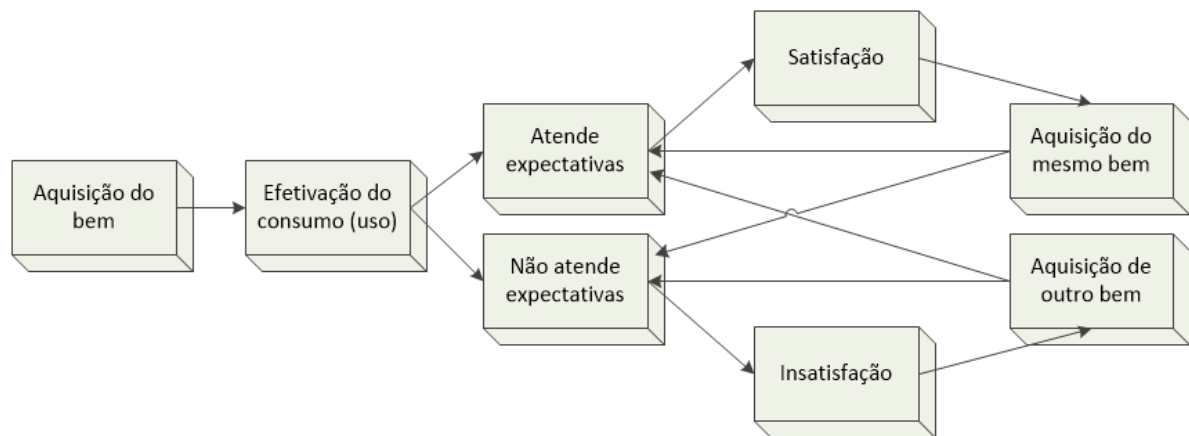 Aquisição do
bem
Efetivação do
consumo (uso)
Atende
expectativas
Não atende
expectativas
Satisfação
Insatisfação
Aquisição do
mesmo bem
Aquisição de
outro bem